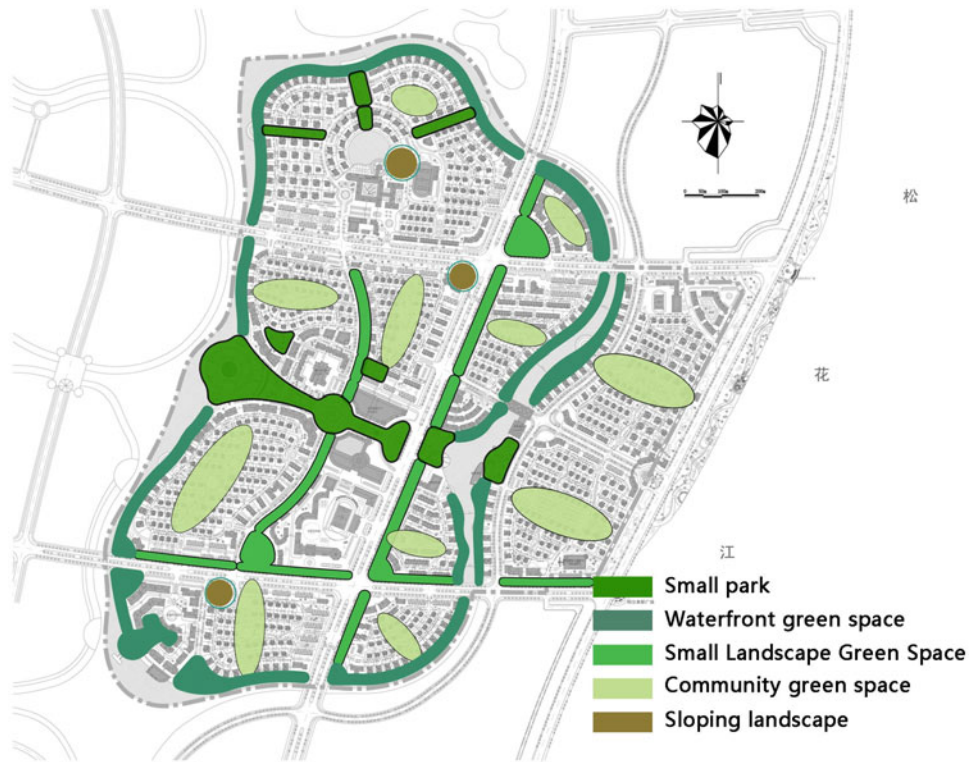 松
花
江
Small park
Waterfront green space
Small Landscape Green Space
Community green space
Sloping landscape